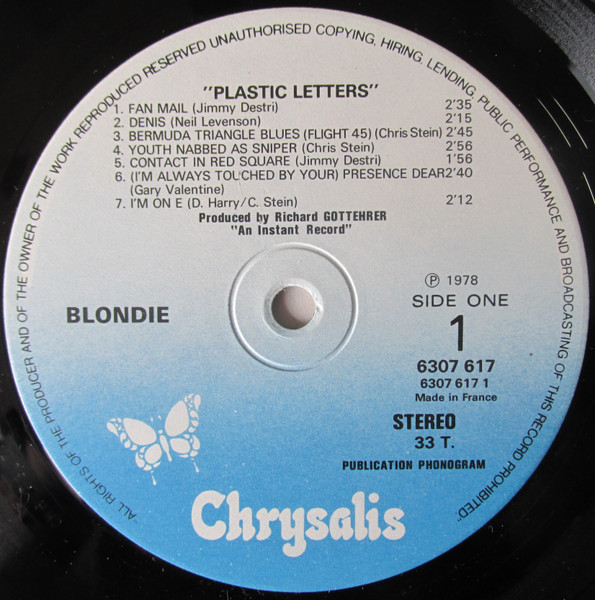 ALL RIGHTS OF THE PRODUCER AND OF THE OWNER OF THE WORK REPRODUCED RESERVED UNAUTHORISED COPYING, HIRING, LENDING, PUBLIC PERFORMANCE AND BROADCASTING OF THIS RECORD PROHIBITED.
"PLASTIC LETTERS"
1. FAN MAIL (Jimmy Destri) 2'35
2. DENIS (Neil Levenson) 2'15
3. BERMUDA TRIANGLE BLUES (FLIGHT 45) (Chris Stein) 2'45
4. YOUTH NABBED AS SNIPER (Chris Stein) 2'56
5. CONTACT IN RED SQUARE (Jimmy Destri) 1'56
6. (I'M ALWAYS TOUCHED BY YOUR) PRESENCE DEAR 2'40
(Gary Valentine)
7. I'M ON E (D. Harry/C. Stein) 2'12
Produced by Richard GOTTEHRER
"An Instant Record"
BLONDIE
℗ 1978
SIDE ONE
1
6307 617
6307 617 1
Made in France
STEREO
33 T.
PUBLICATION PHONOGRAM
Chrysalis